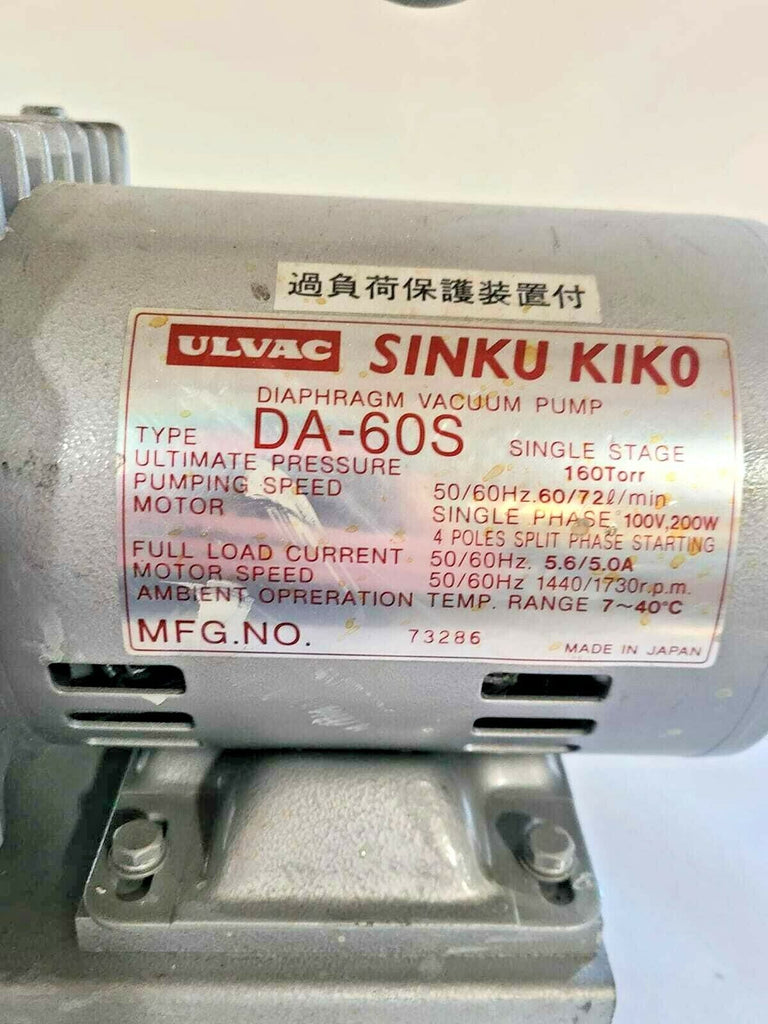 過負荷保護装置付
ULVAC SINKU KIKO
DIAPHRAGM VACUUM PUMP
TYPE DA-60S SINGLE STAGE
ULTIMATE PRESSURE 160Torr
PUMPING SPEED 50/60Hz.60/72ℓ/min
MOTOR SINGLE PHASE 100V,200W
4 POLES SPLIT PHASE STARTING
FULL LOAD CURRENT 50/60Hz. 5.6/5.0A
MOTOR SPEED 50/60Hz 1440/1730r.p.m.
AMBIENT OPRERATION TEMP. RANGE 7~40°C
MFG.NO. 73286
MADE IN JAPAN